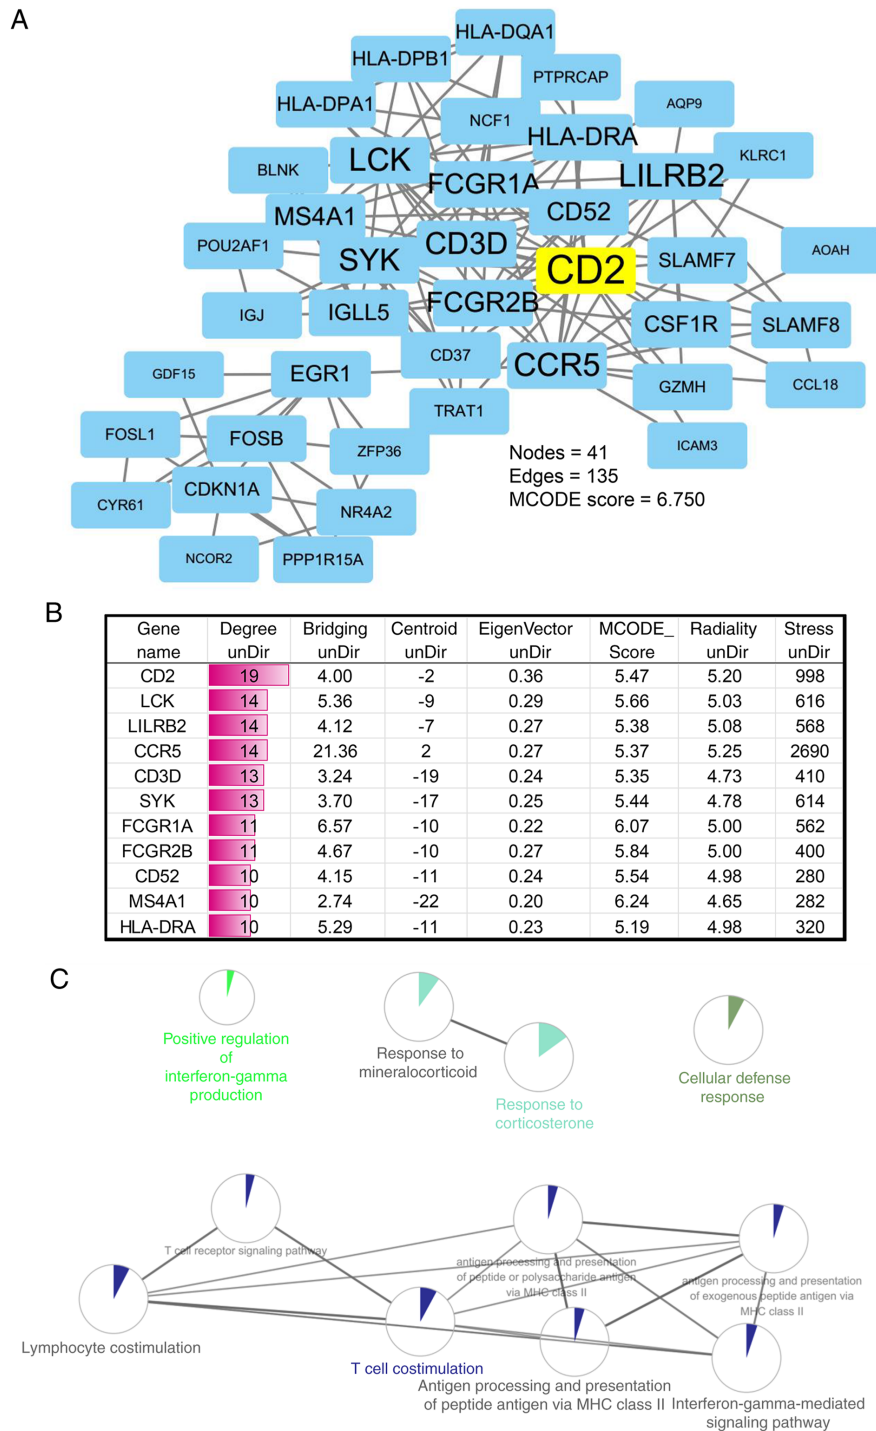 A
HLA-DQA1
HLA-DPB1
PTPRCAP
HLA-DPA1
AQP9
NCF1
HLA-DRA
LCK
KLRC1
BLNK
FCGR1A
LILRB2
MS4A1
CD52
POU2AF1
CD3D
AOAH
SYK
CD2
SLAMF7
IGJ
IGLL5
FCGR2B
CSF1R
SLAMF8
CD37
CCR5
GDF15
EGR1
GZMH
CCL18
TRAT1
FOSL1
FOSB
ZFP36
ICAM3
Nodes = 41
Edges = 135
MCODE score = 6.750
CYR61
CDKN1A
NR4A2
NCOR2
PPP1R15A
B
Gene Degree Bridging Centroid EigenVector MCODE_ Radiality Stress
name unDir unDir unDir unDir Score unDir unDir
CD2 19 4.00 -2 0.36 5.47 5.20 998
LCK 14 5.36 -9 0.29 5.66 5.03 616
LILRB2 14 4.12 -7 0.27 5.38 5.08 568
CCR5 14 21.36 2 0.27 5.37 5.25 2690
CD3D 13 3.24 -19 0.24 5.35 4.73 410
SYK 13 3.70 -17 0.25 5.44 4.78 614
FCGR1A 11 6.57 -10 0.22 6.07 5.00 562
FCGR2B 11 4.67 -10 0.27 5.84 5.00 400
CD52 10 4.15 -11 0.24 5.54 4.98 280
MS4A1 10 2.74 -22 0.20 6.24 4.65 282
HLA-DRA 10 5.29 -11 0.23 5.19 4.98 320
C
Positive regulation
of
interferon-gamma
production
Response to
mineralocorticoid
Response to
corticosterone
Cellular defense
response
T cell receptor signaling pathway
antigen processing and presentation
of peptide or polysaccharide antigen
via MHC class II
antigen processing and presentation
of exogenous peptide antigen via
MHC class II
Lymphocyte costimulation
T cell costimulation
Antigen processing and presentation
of peptide antigen via MHC class II
Interferon-gamma-mediated
signaling pathway